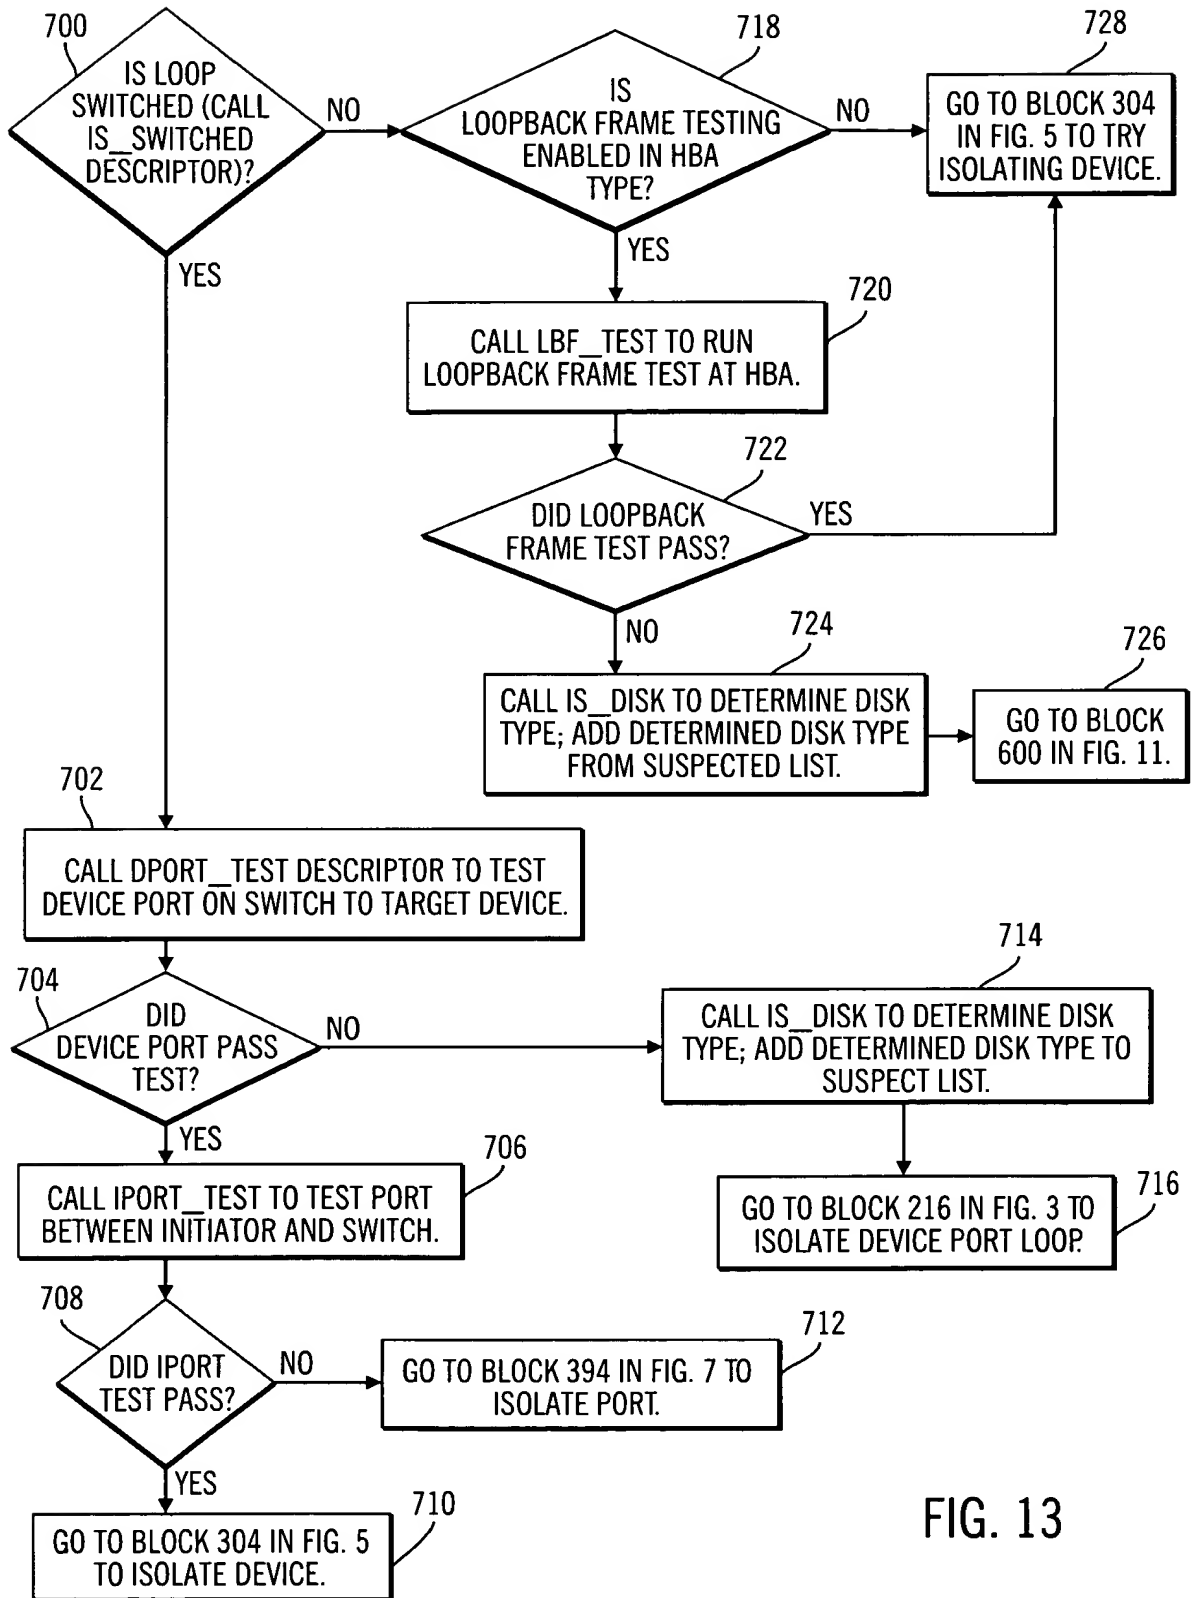 700
IS LOOP
SWITCHED (CALL
IS_SWITCHED
DESCRIPTOR)?
NO
YES
718
IS
LOOPBACK FRAME TESTING
ENABLED IN HBA
TYPE?
NO
YES
728
GO TO BLOCK 304
IN FIG. 5 TO TRY
ISOLATING DEVICE.
720
CALL LBF_TEST TO RUN
LOOPBACK FRAME TEST AT HBA.
722
DID LOOPBACK
FRAME TEST PASS?
YES
NO
724
CALL IS_DISK TO DETERMINE DISK
TYPE; ADD DETERMINED DISK TYPE
FROM SUSPECTED LIST.
726
GO TO BLOCK
600 IN FIG. 11.
702
CALL DPORT_TEST DESCRIPTOR TO TEST
DEVICE PORT ON SWITCH TO TARGET DEVICE.
704
DID
DEVICE PORT PASS
TEST?
NO
YES
714
CALL IS_DISK TO DETERMINE DISK
TYPE; ADD DETERMINED DISK TYPE TO
SUSPECT LIST.
716
GO TO BLOCK 216 IN FIG. 3 TO
ISOLATE DEVICE PORT LOOP.
706
CALL IPORT_TEST TO TEST PORT
BETWEEN INITIATOR AND SWITCH.
708
DID IPORT
TEST PASS?
NO
YES
712
GO TO BLOCK 394 IN FIG. 7 TO
ISOLATE PORT.
710
GO TO BLOCK 304 IN FIG. 5
TO ISOLATE DEVICE.
FIG. 13